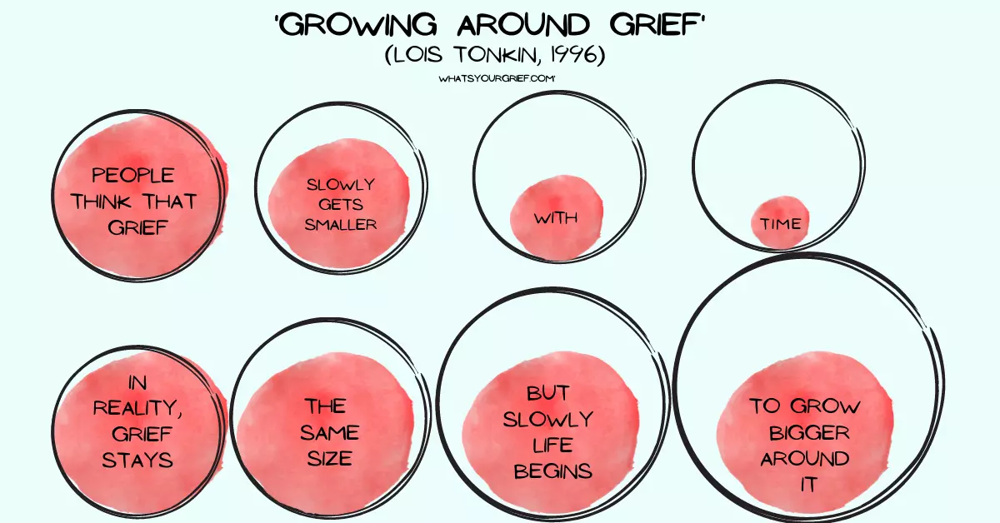 'GROWING AROUND GRIEF'
(LOIS TONKIN, 1996)
WHATSYOURGRIEF.COM'
PEOPLE
THINK THAT
GRIEF
SLOWLY
GETS
SMALLER
WITH
TIME
IN
REALITY,
GRIEF
STAYS
THE
SAME
SIZE
BUT
SLOWLY
LIFE
BEGINS
TO GROW
BIGGER
AROUND
IT